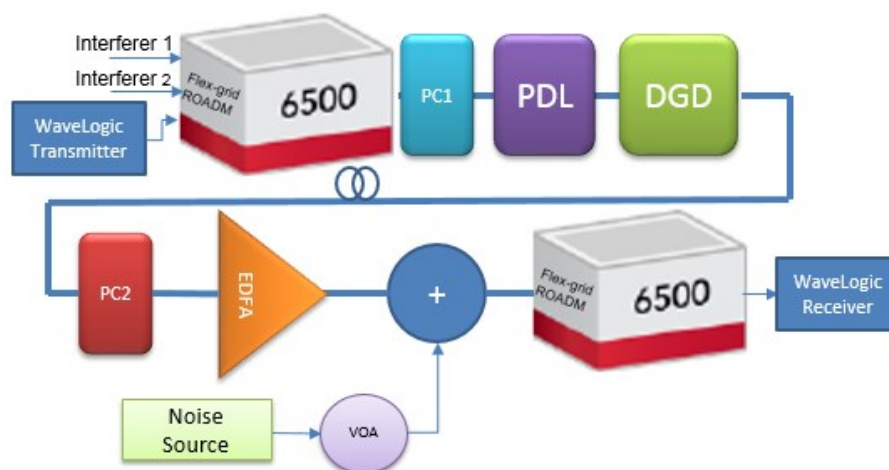 Interferer 1
Interferer 2
WaveLogic
Transmitter
Flex-grid
ROADM
6500
PC1
PDL
DGD
PC2
EDFA
+
Flex-grid
ROADM
6500
WaveLogic
Receiver
Noise
Source
VOA